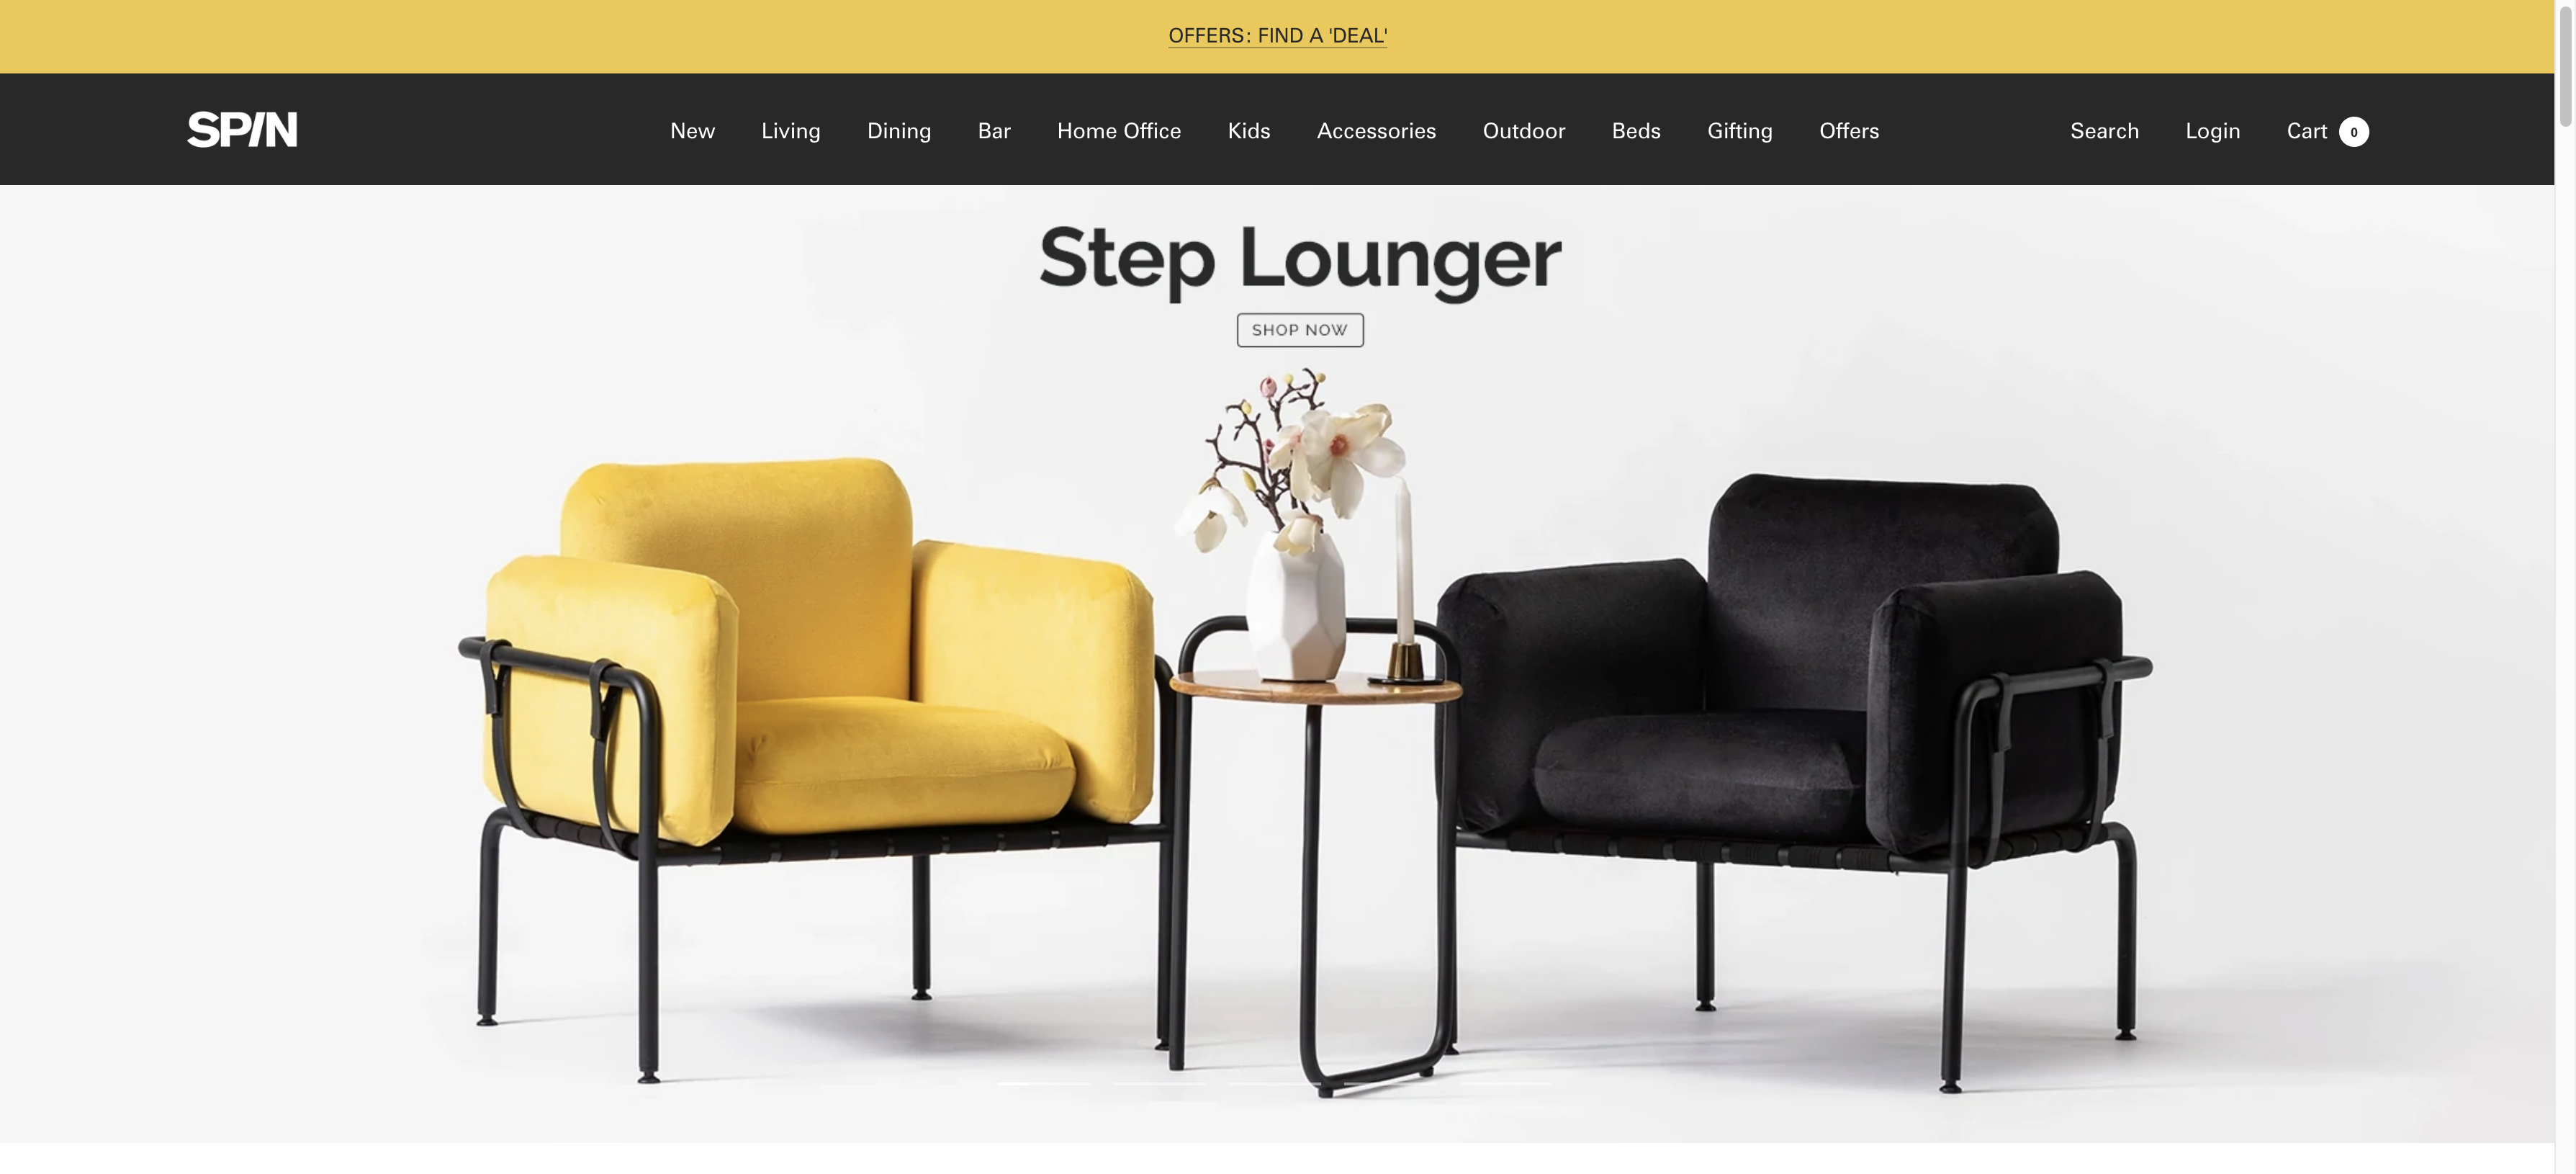 OFFERS: FIND A 'DEAL'
SPIN New Living Dining Bar Home Office Kids Accessories Outdoor Beds Gifting Offers Search Login Cart 0
Step Lounger
SHOP NOW